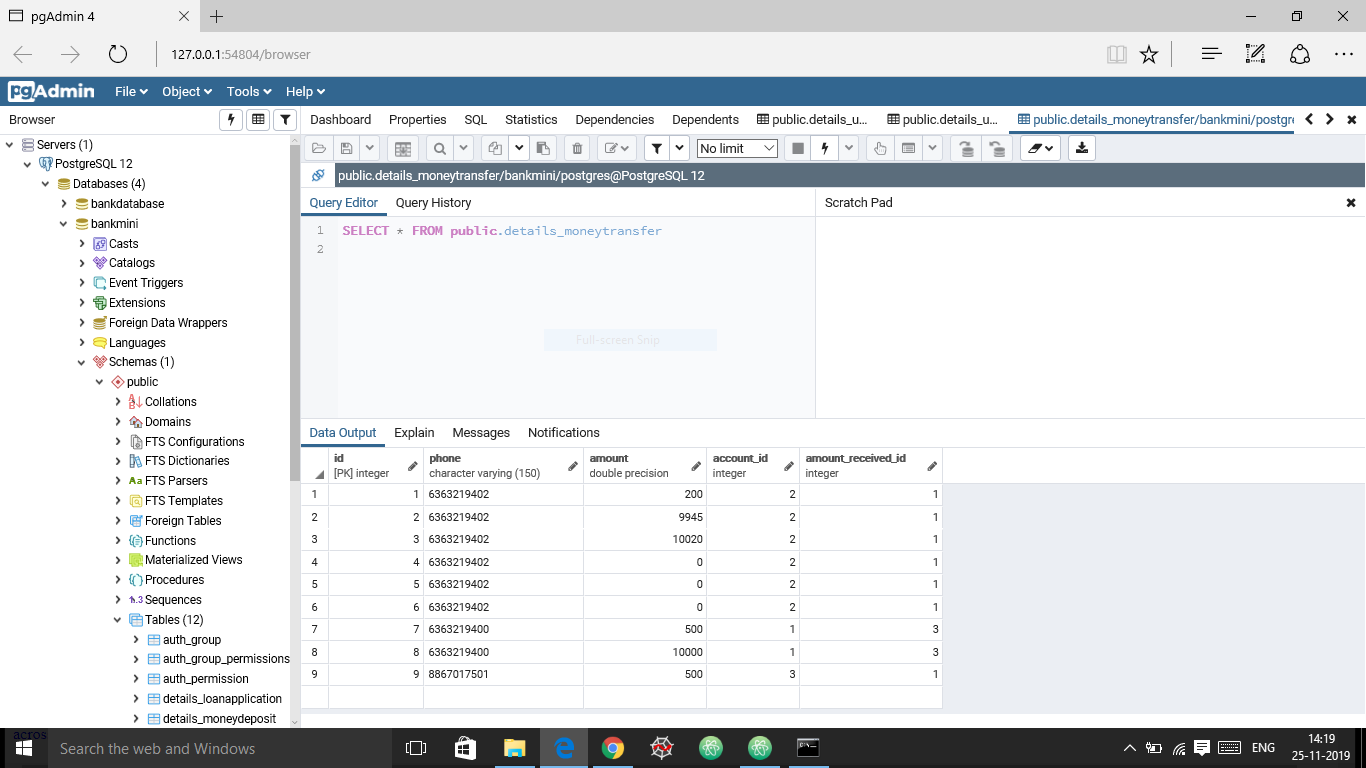 pgAdmin 4
127.0.0.1:54804/browser
pgAdmin File Object Tools Help
Browser
Dashboard Properties SQL Statistics Dependencies Dependents public.details_u... public.details_u... public.details_moneytransfer/bankmini/postgre
Servers (1)
PostgreSQL 12
Databases (4)
bankdatabase
bankmini
Casts
Catalogs
Event Triggers
Extensions
Foreign Data Wrappers
Languages
Schemas (1)
public
Collations
Domains
FTS Configurations
FTS Dictionaries
FTS Parsers
FTS Templates
Foreign Tables
Functions
Materialized Views
Procedures
Sequences
Tables (12)
auth_group
auth_group_permissions
auth_permission
details_loanapplication
details_moneydeposit
No limit
public.details_moneytransfer/bankmini/postgres@PostgreSQL 12
Query Editor Query History
Scratch Pad
1 SELECT * FROM public.details_moneytransfer
2
Full-screen Snip
Data Output Explain Messages Notifications
id phone amount account_id amount_received_id
[PK] integer character varying (150) double precision integer integer
1 1 6363219402 200 2 1
2 2 6363219402 9945 2 1
3 3 6363219402 10020 2 1
4 4 6363219402 0 2 1
5 5 6363219402 0 2 1
6 6 6363219402 0 2 1
7 7 6363219400 500 1 3
8 8 6363219400 10000 1 3
9 9 8867017501 500 3 1
acros
Search the web and Windows
ENG
14:19
25-11-2019